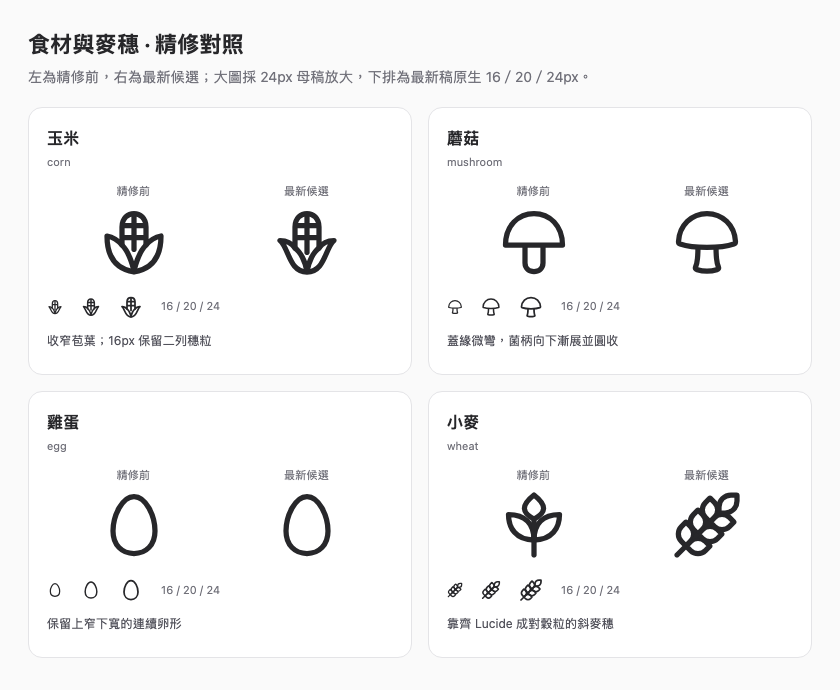 食材與麥穗 · 精修對照
左為精修前，右為最新候選；大圖採 24px 母稿放大，下排為最新稿原生 16 / 20 / 24px。
玉米
corn
精修前
最新候選
16 / 20 / 24
收窄苞葉；16px 保留二列穗粒
蘑菇
mushroom
精修前
最新候選
16 / 20 / 24
蓋緣微彎，菌柄向下漸展並圓收
雞蛋
egg
精修前
最新候選
16 / 20 / 24
保留上窄下寬的連續卵形
小麥
wheat
精修前
最新候選
16 / 20 / 24
靠齊 Lucide 成對穀粒的斜麥穗